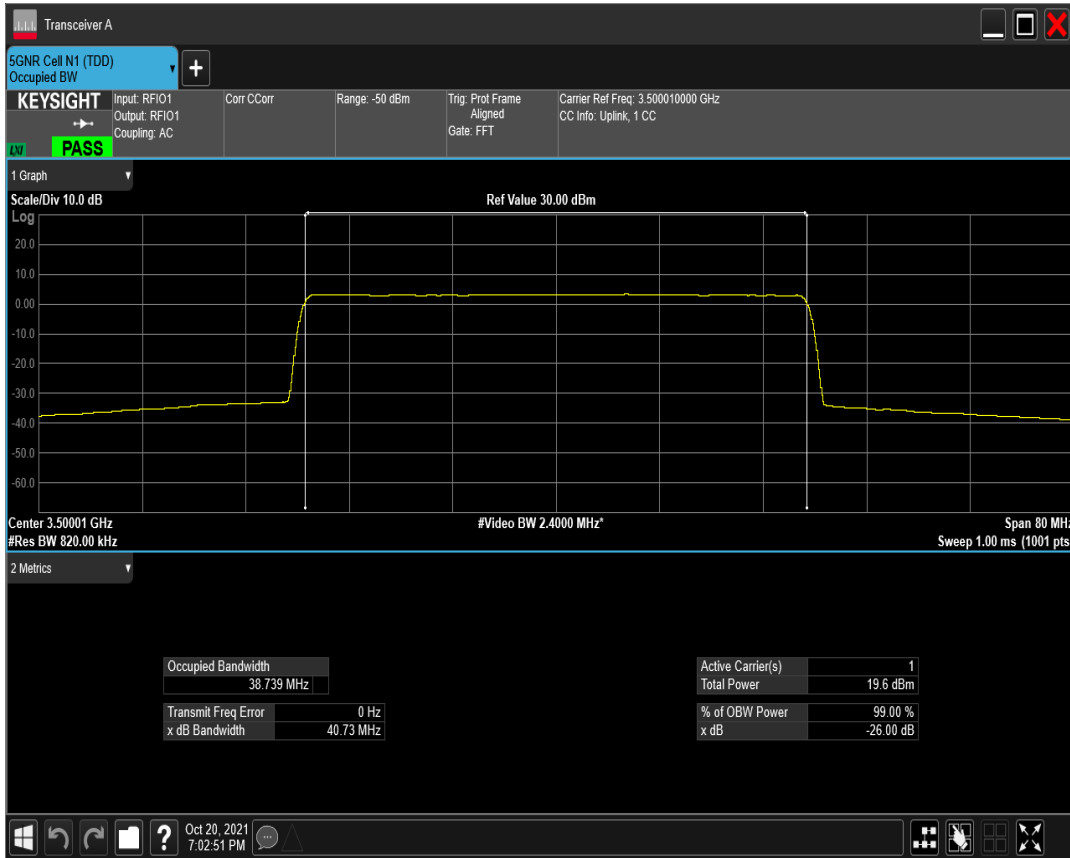 Transceiver A
5GNR Cell N1 (TDD)
Occupied BW
+
KEYSIGHT
LXI
PASS
Input: RFIO1
Output: RFIO1
Coupling: AC
Corr CCorr
Range: -50 dBm
Trig: Prot Frame
Aligned
Gate: FFT
Carrier Ref Freq: 3.500010000 GHz
CC Info: Uplink, 1 CC
1 Graph
Scale/Div 10.0 dB
Ref Value 30.00 dBm
Log
20.0
10.0
0.00
-10.0
-20.0
-30.0
-40.0
-50.0
-60.0
Center 3.50001 GHz
#Video BW 2.4000 MHz*
Span 80 MHz
#Res BW 820.00 kHz
Sweep 1.00 ms (1001 pts
2 Metrics
Occupied Bandwidth
38.739 MHz
Transmit Freq Error 0 Hz
x dB Bandwidth 40.73 MHz
Active Carrier(s) 1
Total Power 19.6 dBm
% of OBW Power 99.00 %
x dB -26.00 dB
?
Oct 20, 2021
7:02:51 PM